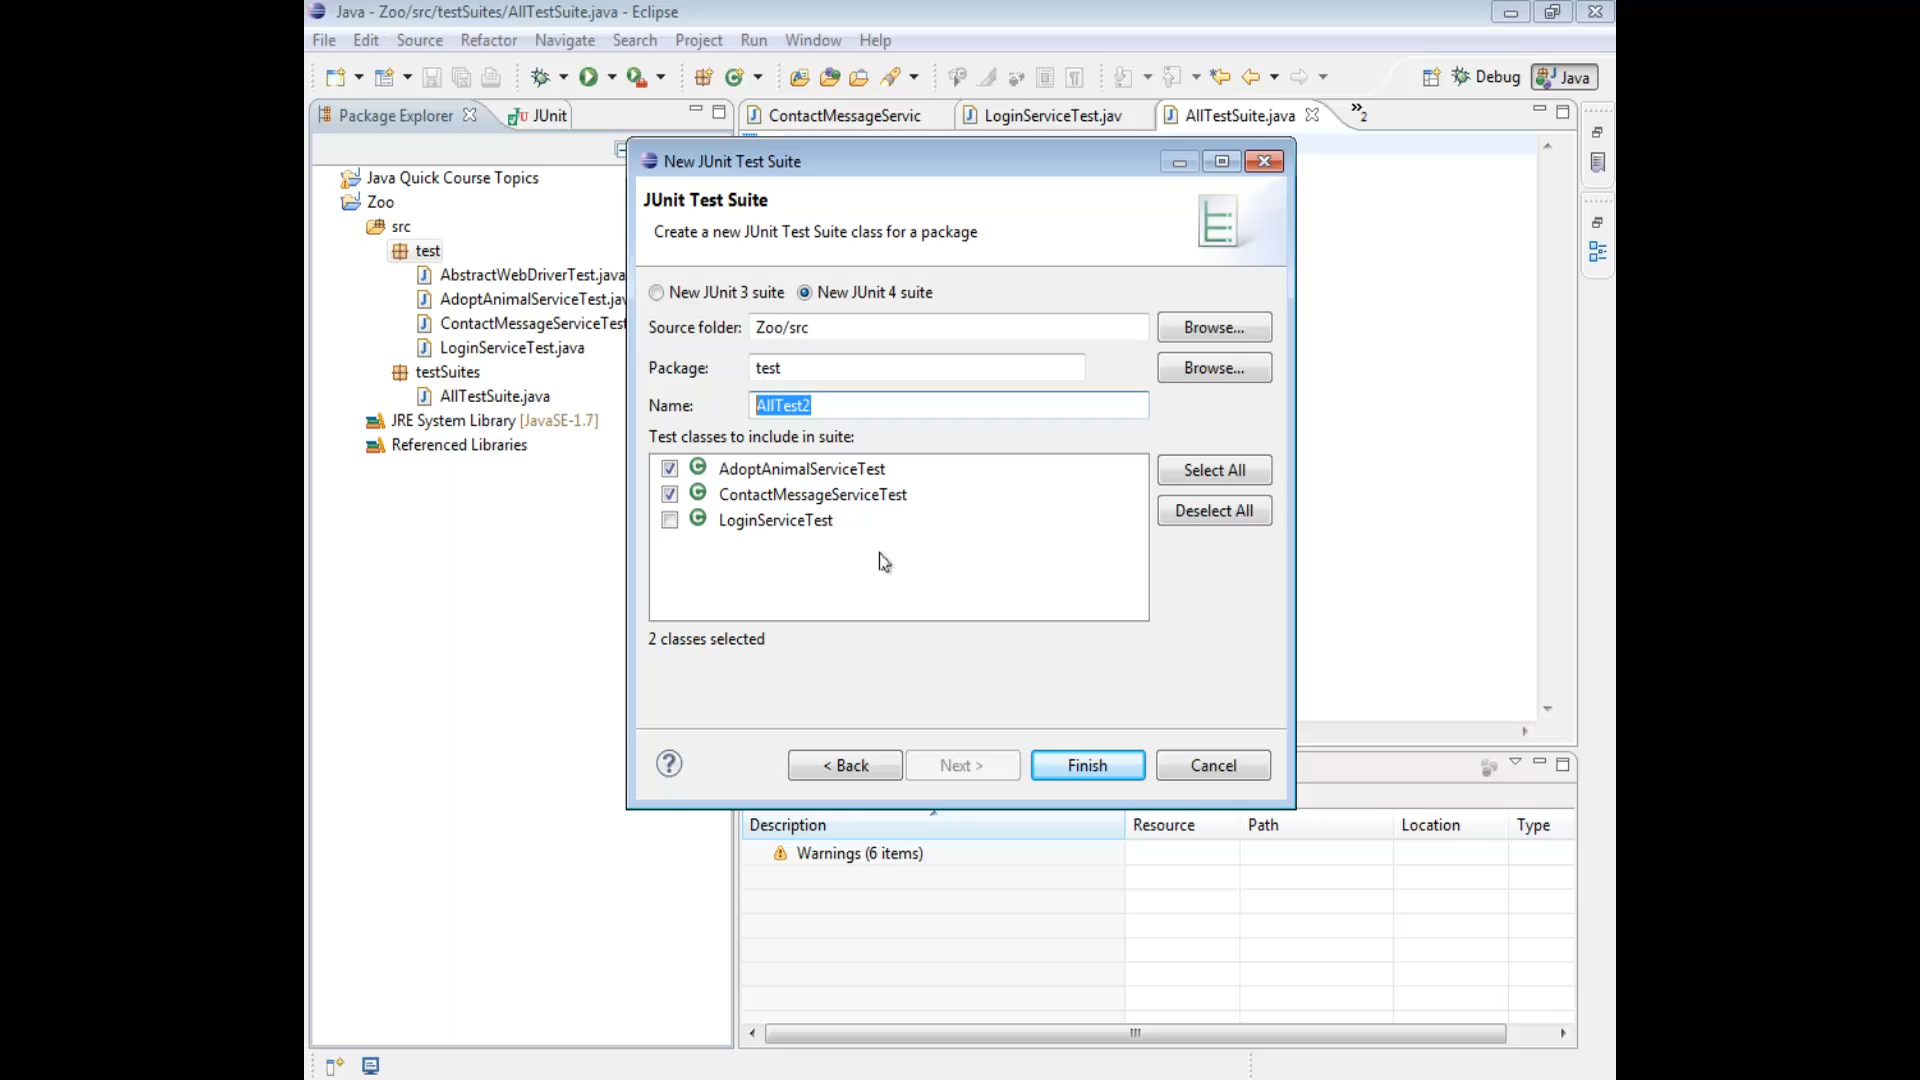 Java - Zoo/src/testSuites/AllTestSuite.java - Eclipse
File Edit Source Refactor Navigate Search Project Run Window Help
Debug Java
Package Explorer JUnit
ContactMessageServic LoginServiceTest.jav AllTestSuite.java »2
Java Quick Course Topics
Zoo
src
test
AbstractWebDriverTest.java
AdoptAnimalServiceTest.jav
ContactMessageServiceTest
LoginServiceTest.java
testSuites
AllTestSuite.java
JRE System Library [JavaSE-1.7]
Referenced Libraries
New JUnit Test Suite
JUnit Test Suite
Create a new JUnit Test Suite class for a package
New JUnit 3 suite New JUnit 4 suite
Source folder: Zoo/src Browse...
Package: test Browse...
Name: AllTest2
Test classes to include in suite:
AdoptAnimalServiceTest Select All
ContactMessageServiceTest
LoginServiceTest Deselect All
2 classes selected
< Back Next > Finish Cancel
Description Resource Path Location Type
Warnings (6 items)